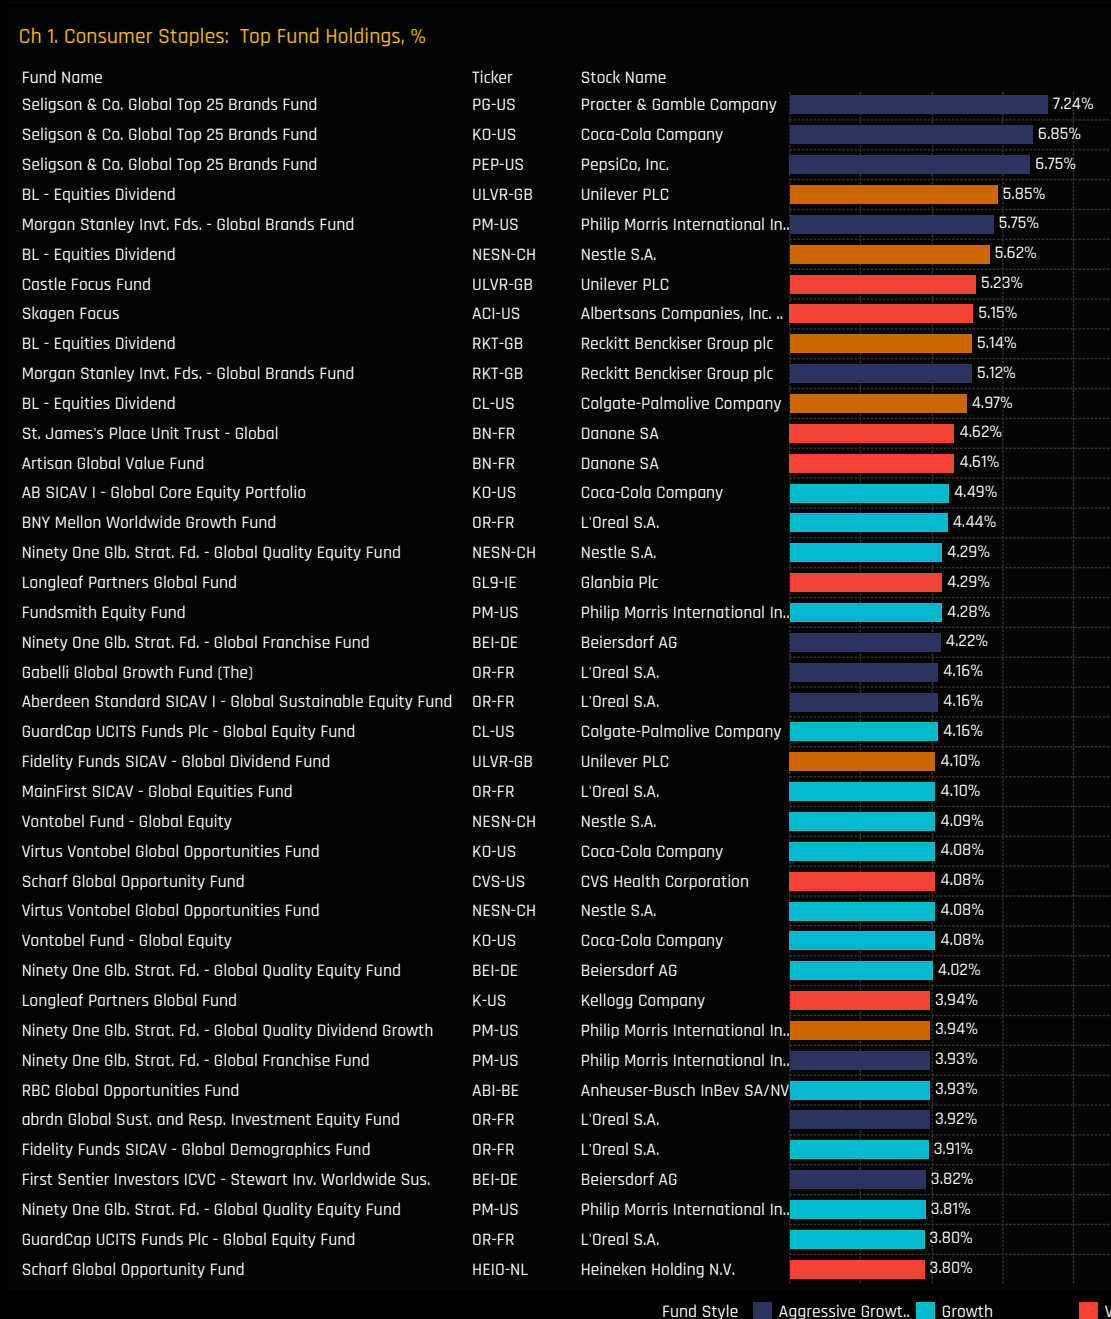 Ch 1. Consumer Staples: Top Fund Holdings, %
Fund Name Ticker Stock Name
Seligson & Co. Global Top 25 Brands Fund PG-US Procter & Gamble Company 7.24%
Seligson & Co. Global Top 25 Brands Fund KO-US Coca-Cola Company 6.85%
Seligson & Co. Global Top 25 Brands Fund PEP-US PepsiCo, Inc. 6.75%
BL - Equities Dividend ULVR-GB Unilever PLC 5.85%
Morgan Stanley Invt. Fds. - Global Brands Fund PM-US Philip Morris International In.. 5.75%
BL - Equities Dividend NESN-CH Nestle S.A. 5.62%
Castle Focus Fund ULVR-GB Unilever PLC 5.23%
Skagen Focus ACI-US Albertsons Companies, Inc. .. 5.15%
BL - Equities Dividend RKT-GB Reckitt Benckiser Group plc 5.14%
Morgan Stanley Invt. Fds. - Global Brands Fund RKT-GB Reckitt Benckiser Group plc 5.12%
BL - Equities Dividend CL-US Colgate-Palmolive Company 4.97%
St. James's Place Unit Trust - Global BN-FR Danone SA 4.62%
Artisan Global Value Fund BN-FR Danone SA 4.61%
AB SICAV I - Global Core Equity Portfolio KO-US Coca-Cola Company 4.49%
BNY Mellon Worldwide Growth Fund OR-FR L'Oreal S.A. 4.44%
Ninety One Glb. Strat. Fd. - Global Quality Equity Fund NESN-CH Nestle S.A. 4.29%
Longleaf Partners Global Fund GL9-IE Glanbia Plc 4.29%
Fundsmith Equity Fund PM-US Philip Morris International In.. 4.28%
Ninety One Glb. Strat. Fd. - Global Franchise Fund BEI-DE Beiersdorf AG 4.22%
Gabelli Global Growth Fund (The) OR-FR L'Oreal S.A. 4.16%
Aberdeen Standard SICAV I - Global Sustainable Equity Fund OR-FR L'Oreal S.A. 4.16%
GuardCap UCITS Funds Plc - Global Equity Fund CL-US Colgate-Palmolive Company 4.16%
Fidelity Funds SICAV - Global Dividend Fund ULVR-GB Unilever PLC 4.10%
MainFirst SICAV - Global Equities Fund OR-FR L'Oreal S.A. 4.10%
Vontobel Fund - Global Equity NESN-CH Nestle S.A. 4.09%
Virtus Vontobel Global Opportunities Fund KO-US Coca-Cola Company 4.08%
Scharf Global Opportunity Fund CVS-US CVS Health Corporation 4.08%
Virtus Vontobel Global Opportunities Fund NESN-CH Nestle S.A. 4.08%
Vontobel Fund - Global Equity KO-US Coca-Cola Company 4.08%
Ninety One Glb. Strat. Fd. - Global Quality Equity Fund BEI-DE Beiersdorf AG 4.02%
Longleaf Partners Global Fund K-US Kellogg Company 3.94%
Ninety One Glb. Strat. Fd. - Global Quality Dividend Growth PM-US Philip Morris International In.. 3.94%
Ninety One Glb. Strat. Fd. - Global Franchise Fund PM-US Philip Morris International In.. 3.93%
RBC Global Opportunities Fund ABI-BE Anheuser-Busch InBev SA/NV 3.93%
abrdn Global Sust. and Resp. Investment Equity Fund OR-FR L'Oreal S.A. 3.92%
Fidelity Funds SICAV - Global Demographics Fund OR-FR L'Oreal S.A. 3.91%
First Sentier Investors ICVC - Stewart Inv. Worldwide Sus. BEI-DE Beiersdorf AG 3.82%
Ninety One Glb. Strat. Fd. - Global Quality Equity Fund PM-US Philip Morris International In.. 3.81%
GuardCap UCITS Funds Plc - Global Equity Fund OR-FR L'Oreal S.A. 3.80%
Scharf Global Opportunity Fund HEIO-NL Heineken Holding N.V. 3.80%
Fund Style Aggressive Growt.. Growth